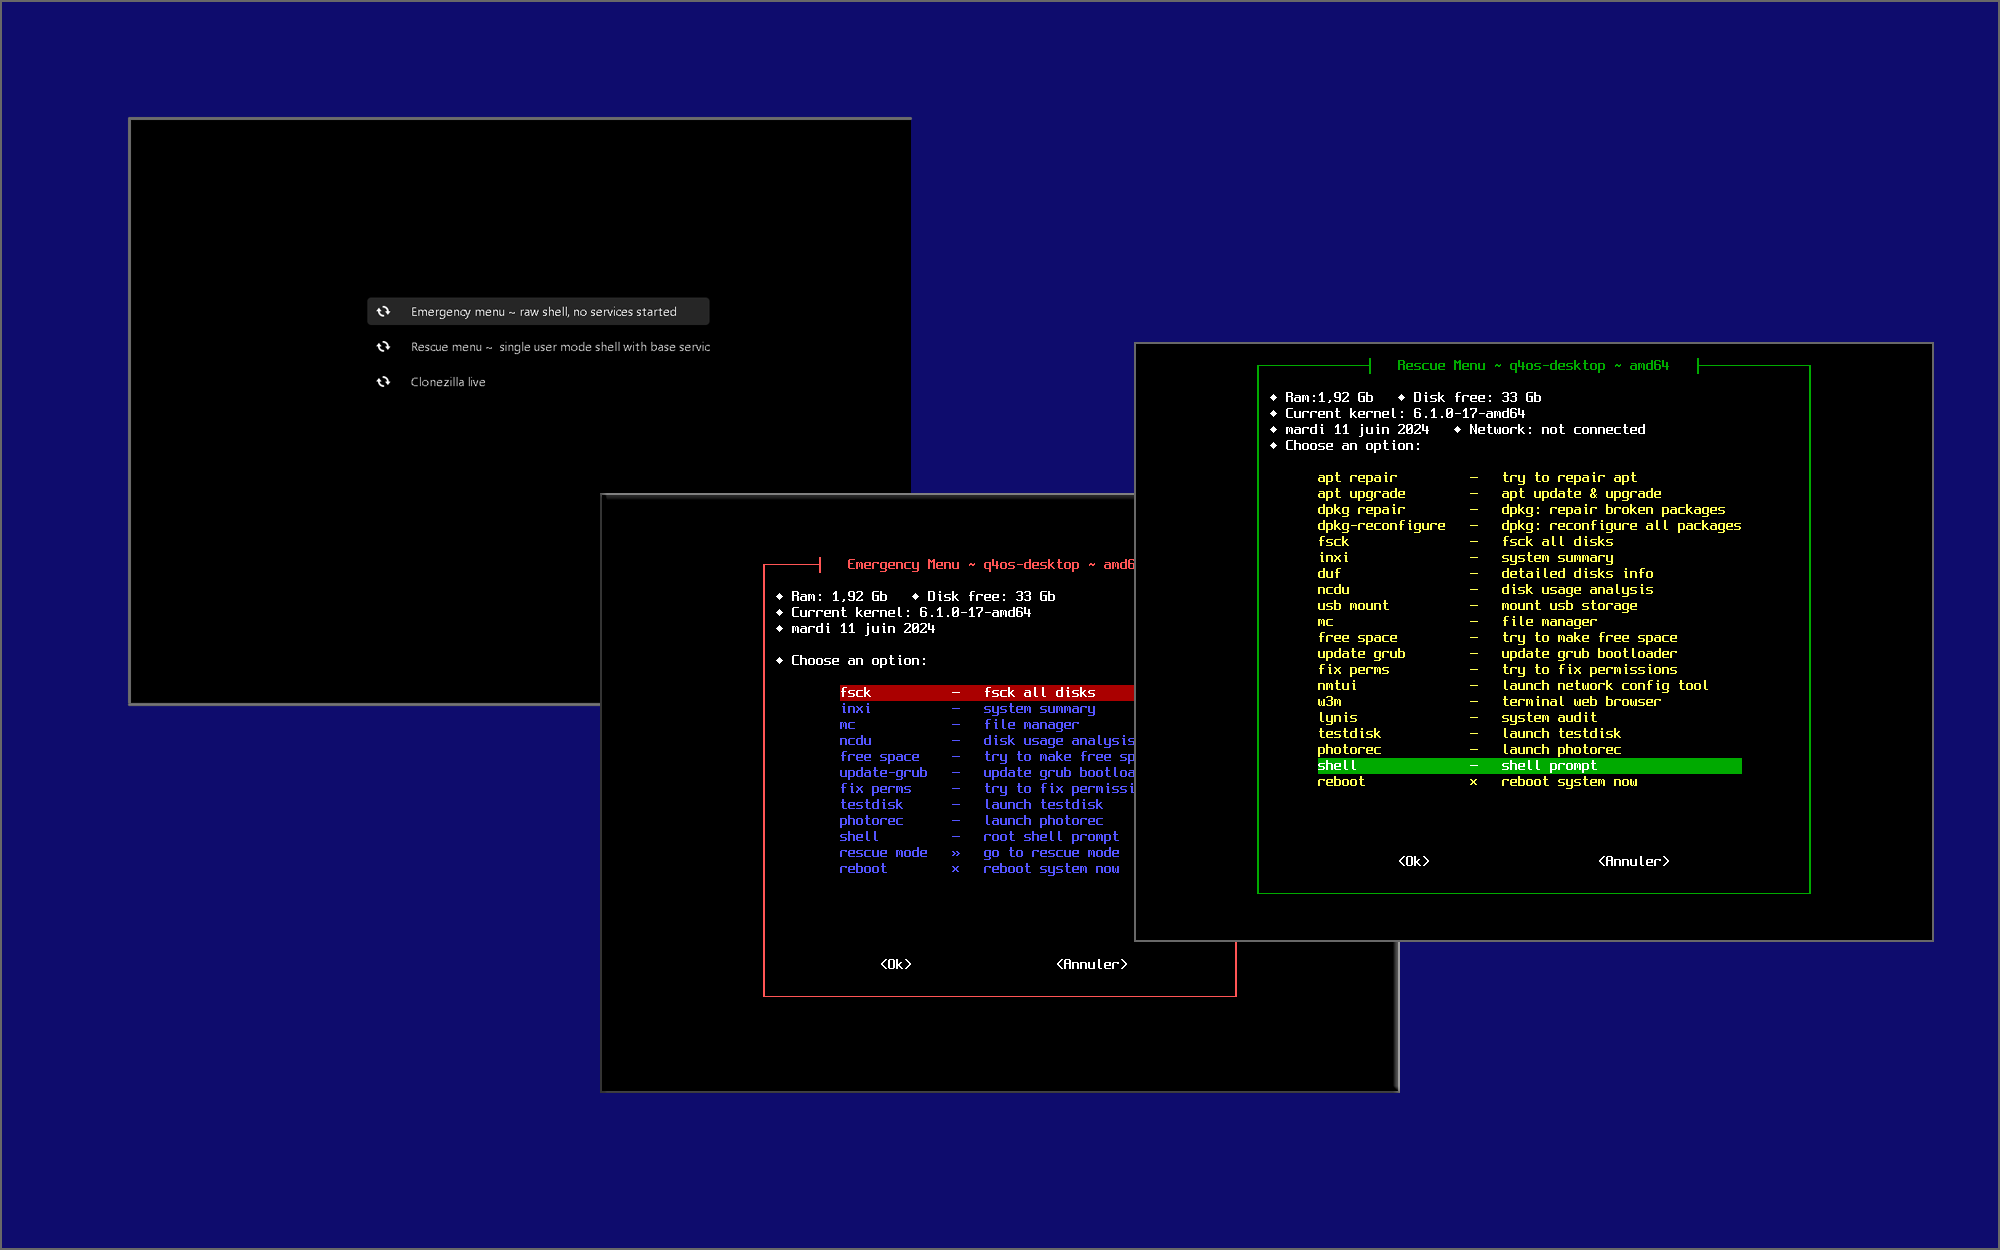 Emergency menu ~ raw shell, no services started
Rescue menu ~  single user mode shell with base servic
Clonezilla live
Emergency Menu ~ q4os-desktop ~ amd6
◆ Ram: 1,92 Gb   ◆ Disk free: 33 Gb
◆ Current kernel: 6.1.0-17-amd64
◆ mardi 11 juin 2024
◆ Choose an option:
fsck – fsck all disks
inxi – system summary
mc – file manager
ncdu – disk usage analysis
free space – try to make free sp
update-grub – update grub bootloa
fix perms – try to fix permissi
testdisk – launch testdisk
photorec – launch photorec
shell – root shell prompt
rescue mode » go to rescue mode
reboot × reboot system now
<Ok> <Annuler>
Rescue Menu ~ q4os-desktop ~ amd64
◆ Ram:1,92 Gb   ◆ Disk free: 33 Gb
◆ Current kernel: 6.1.0-17-amd64
◆ mardi 11 juin 2024   ◆ Network: not connected
◆ Choose an option:
apt repair – try to repair apt
apt upgrade – apt update & upgrade
dpkg repair – dpkg: repair broken packages
dpkg-reconfigure – dpkg: reconfigure all packages
fsck – fsck all disks
inxi – system summary
duf – detailed disks info
ncdu – disk usage analysis
usb mount – mount usb storage
mc – file manager
free space – try to make free space
update grub – update grub bootloader
fix perms – try to fix permissions
nmtui – launch network config tool
w3m – terminal web browser
lynis – system audit
testdisk – launch testdisk
photorec – launch photorec
shell – shell prompt
reboot × reboot system now
<Ok> <Annuler>